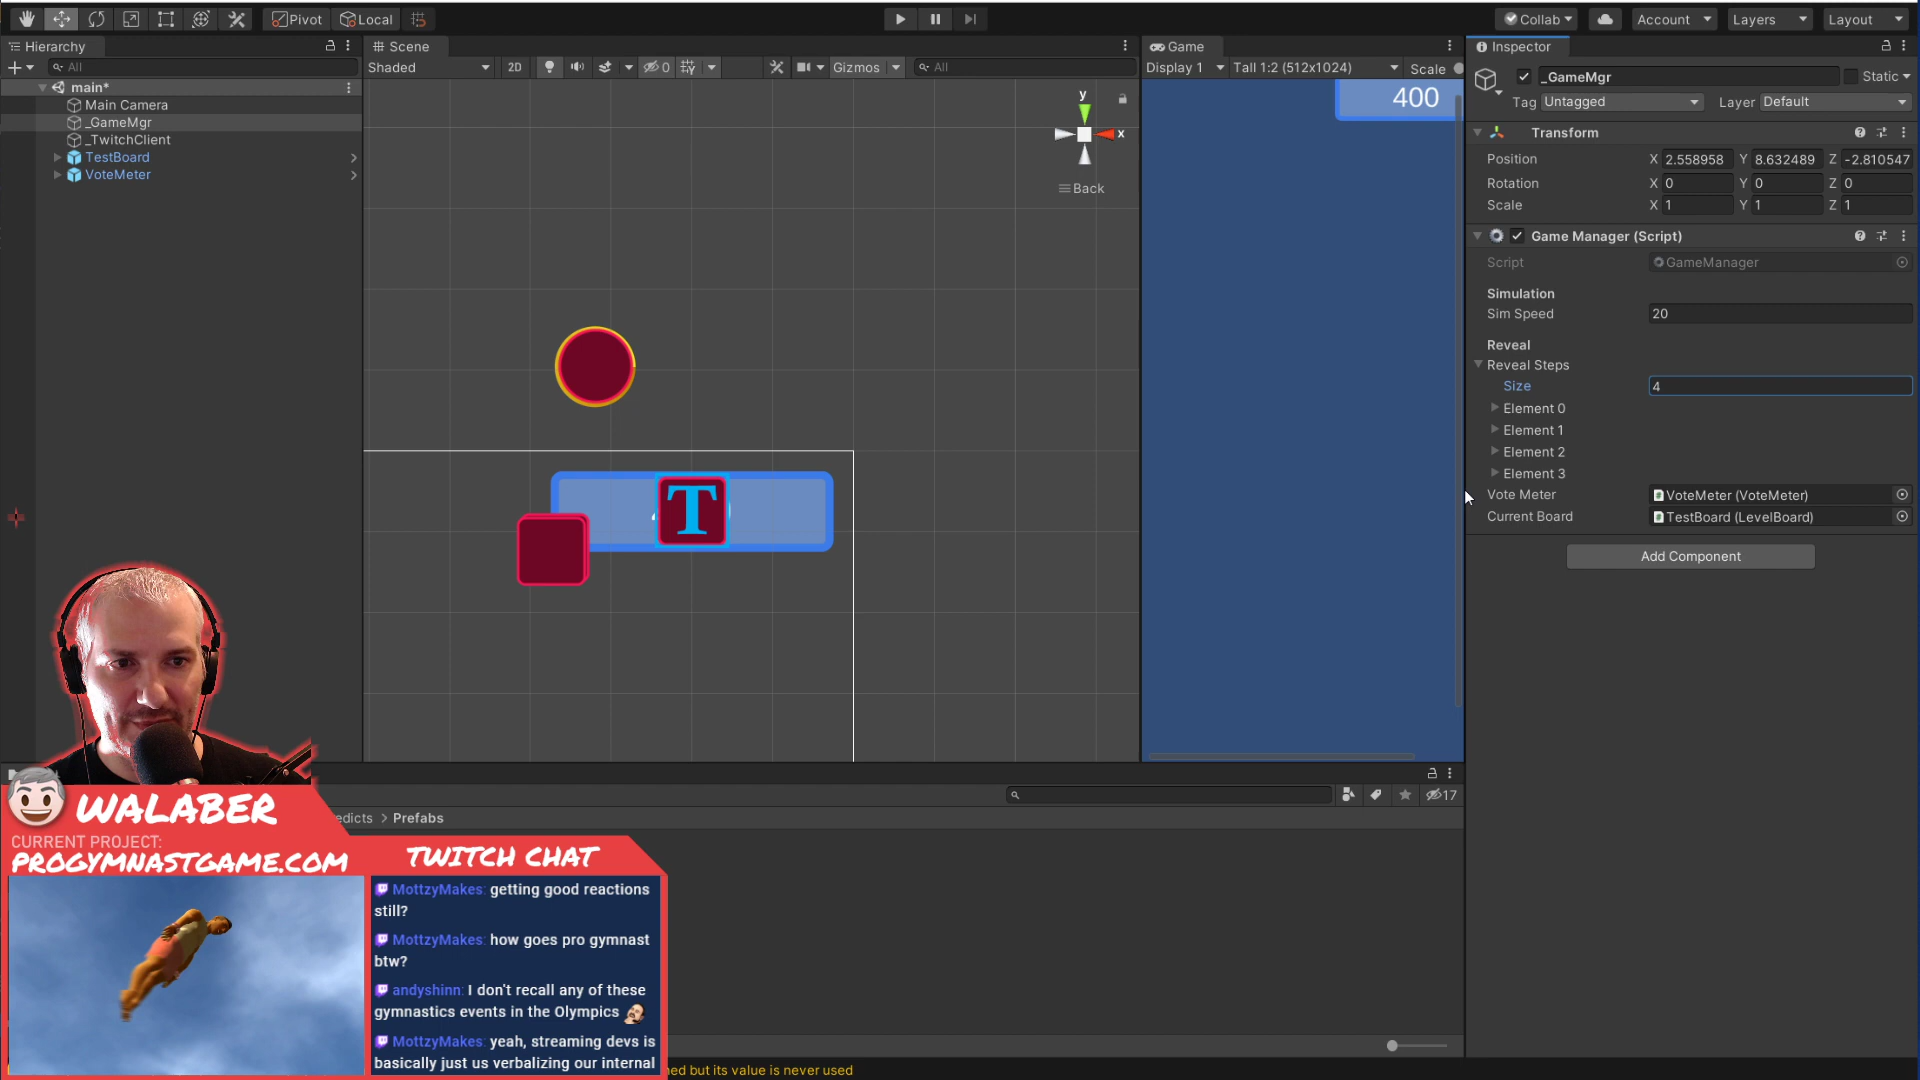 Pivot
Local
Collab
Account
Layers
Layout
Hierarchy
All
main*
Main Camera
_GameMgr
_TwitchClient
TestBoard
VoteMeter
Scene
Shaded
2D
0
Gizmos
All
y
x
Back
T
Game
Display 1
Tall 1:2 (512x1024)
Scale
400
Inspector
_GameMgr
Static
Tag
Untagged
Layer
Default
Transform
Position X 2.558958 Y 8.632489 Z -2.810547
Rotation X 0 Y 0 Z 0
Scale X 1 Y 1 Z 1
Game Manager (Script)
Script GameManager
Simulation
Sim Speed 20
Reveal
Reveal Steps
Size 4
Element 0
Element 1
Element 2
Element 3
Vote Meter VoteMeter (VoteMeter)
Current Board TestBoard (LevelBoard)
Add Component
17
edicts > Prefabs
WALABER
CURRENT PROJECT:
PROGYMNASTGAME.COM
TWITCH CHAT
MottzyMakes: getting good reactions
still?
MottzyMakes: how goes pro gymnast
btw?
andyshinn: I don't recall any of these
gymnastics events in the Olympics
MottzyMakes: yeah, streaming devs is
basically just us verbalizing our internal
ned but its value is never used